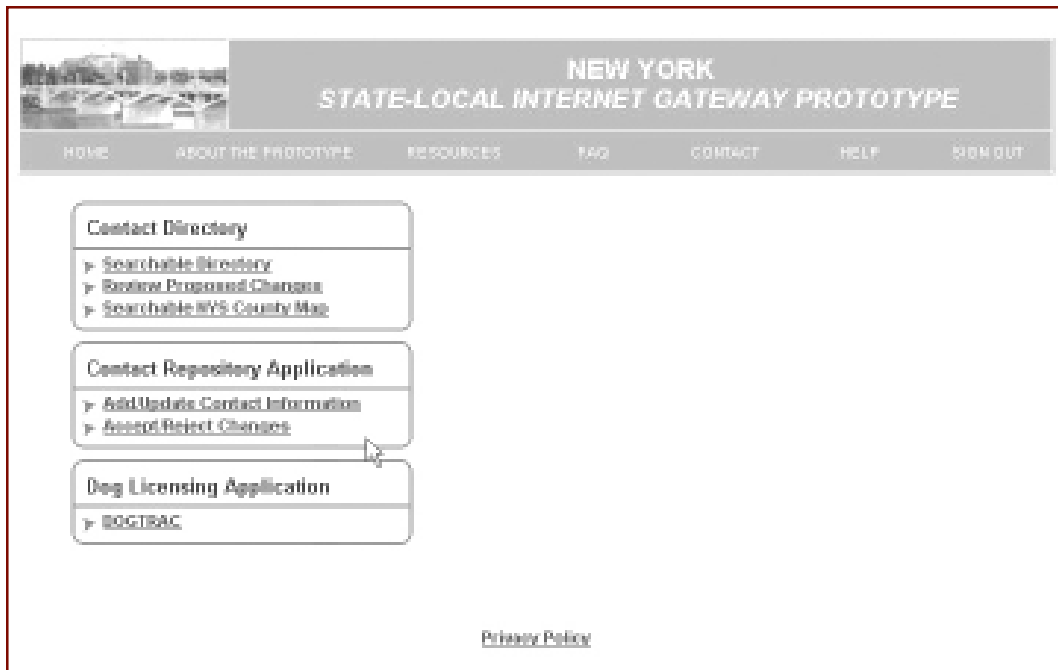 NEW YORK
STATE-LOCAL INTERNET GATEWAY PROTOTYPE
HOME ABOUT THE PROTOTYPE RESOURCES FAQ CONTACT HELP SIGN OUT
Contact Directory
Searchable Directory
Review Proposed Changes
Searchable NYS County Map
Contact Repository Application
Add/Update Contact Information
Accept/Reject Changes
Dog Licensing Application
DOGTRAC
Privacy Policy